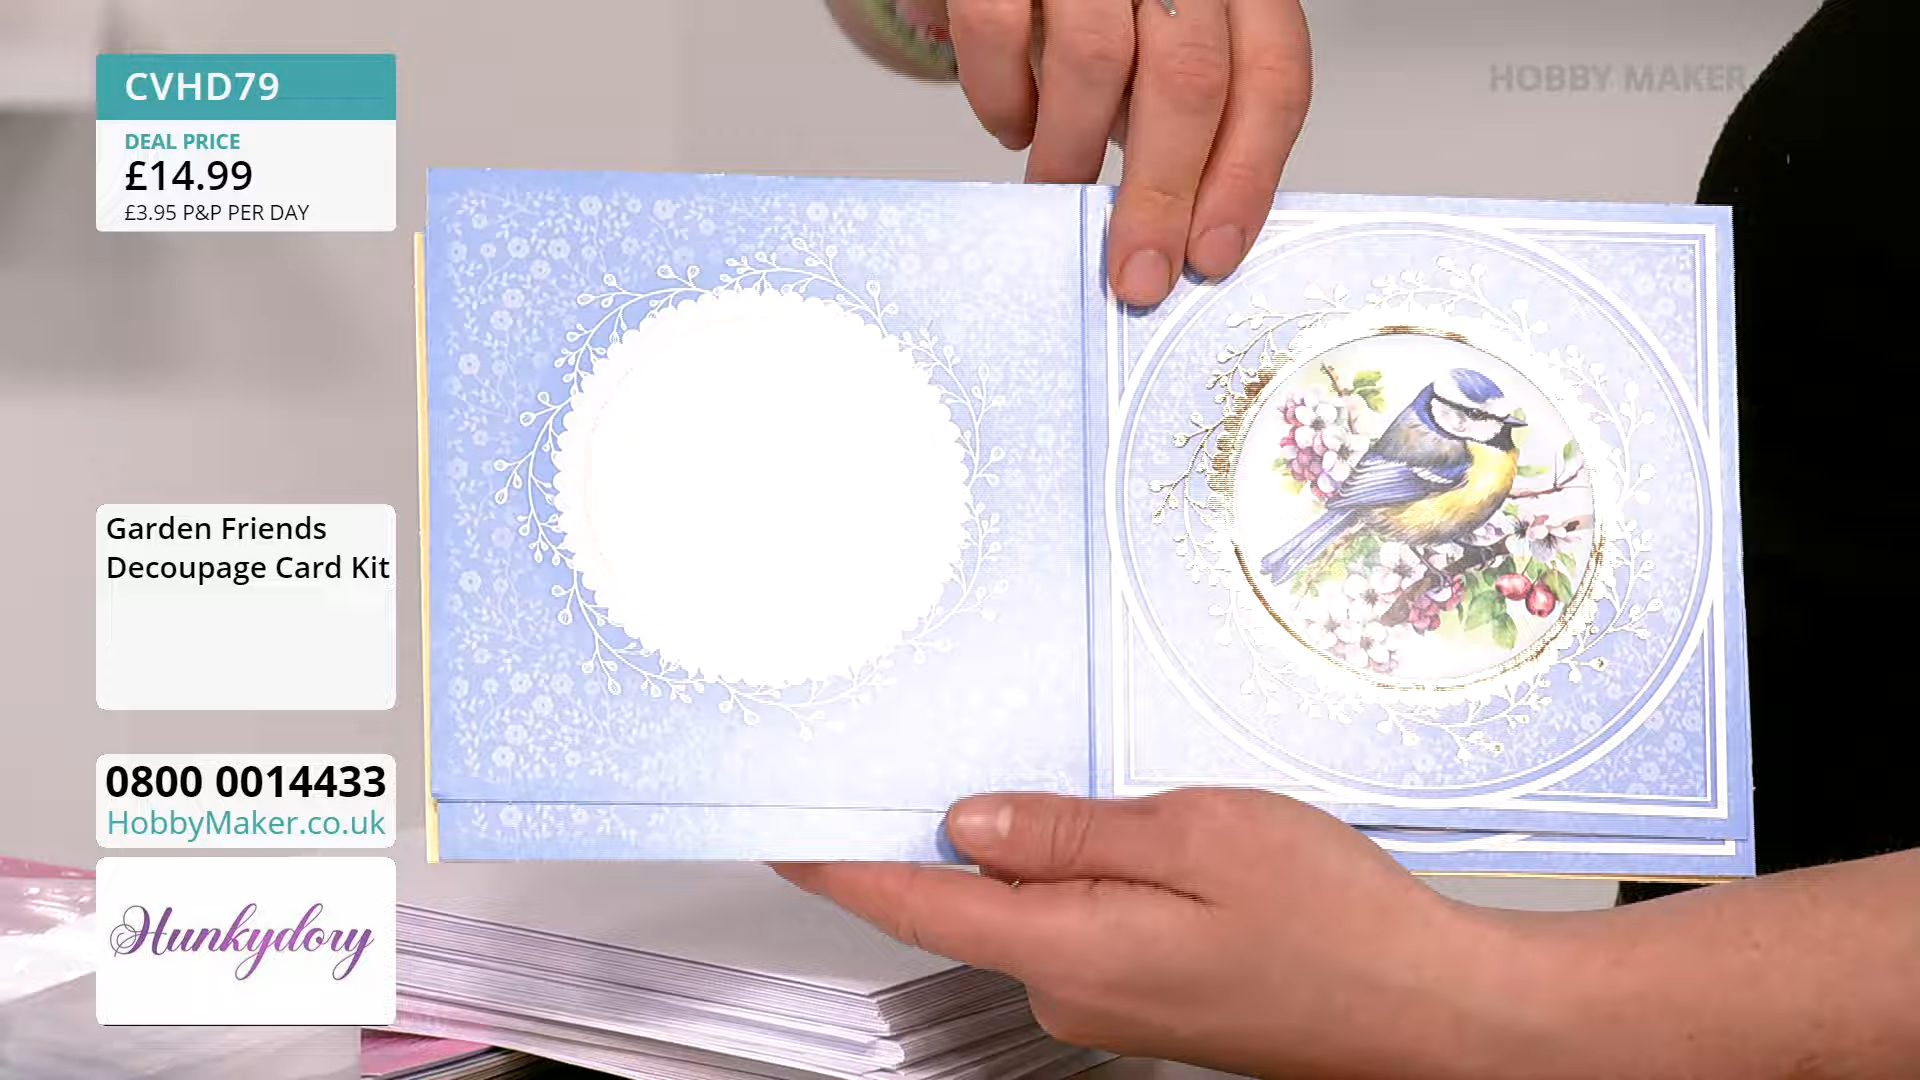 CVHD79
DEAL PRICE
£14.99
£3.95 P&P PER DAY
HOBBY MAKER
Garden Friends
Decoupage Card Kit
0800 0014433
HobbyMaker.co.uk
Hunkydory